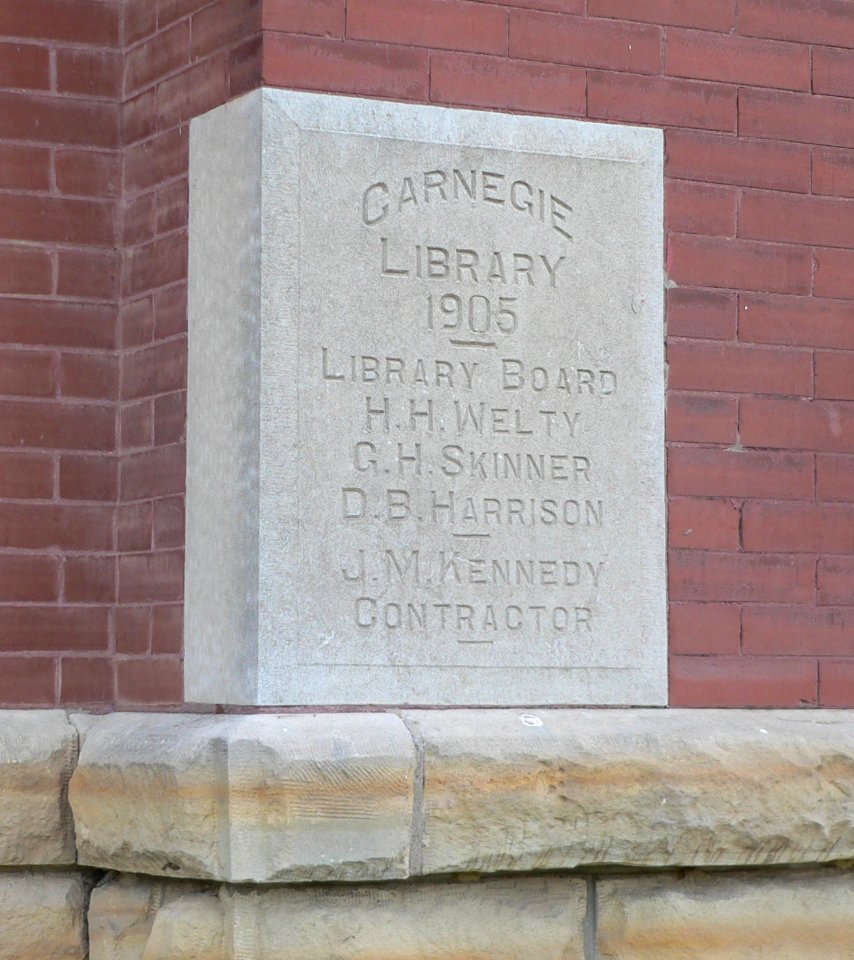 CARNEGIE
LIBRARY
1905
LIBRARY BOARD
H.H. WELTY
G.H. SKINNER
D.B. HARRISON
J.M. KENNEDY
CONTRACTOR